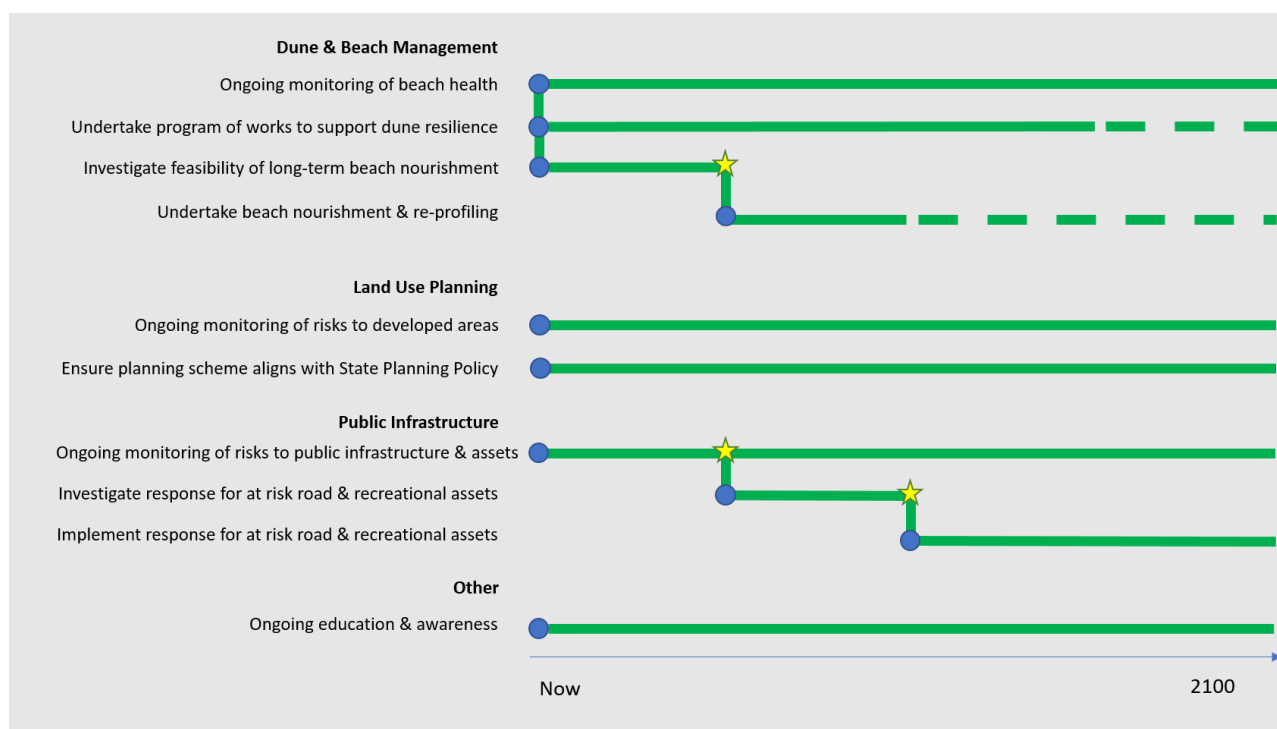 Dune & Beach Management
Ongoing monitoring of beach health
Undertake program of works to support dune resilience
Investigate feasibility of long-term beach nourishment
Undertake beach nourishment & re-profiling
Land Use Planning
Ongoing monitoring of risks to developed areas
Ensure planning scheme aligns with State Planning Policy
Public Infrastructure
Ongoing monitoring of risks to public infrastructure & assets
Investigate response for at risk road & recreational assets
Implement response for at risk road & recreational assets
Other
Ongoing education & awareness
Now 2100